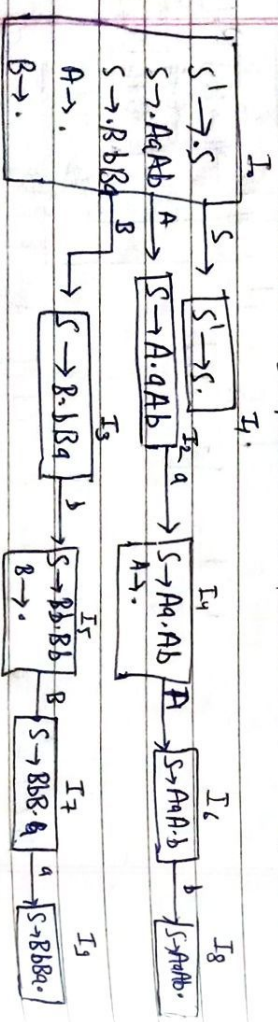 I₀
S' → .S
S → .AaAb
S → .BbBa
A → .
B → .
S
I₁.
S' → S.
A
I₂
S → A.aAb
a
I₄
S → Aa.Ab
A → .
A
I₆
S → AaA.b
b
I₈
S → AaAb.
B
I₃
S → B.bBa
b
I₅
S → Bb.Bb
B → .
B
I₇
S → BbB.a
a
I₉
S → BbBa.